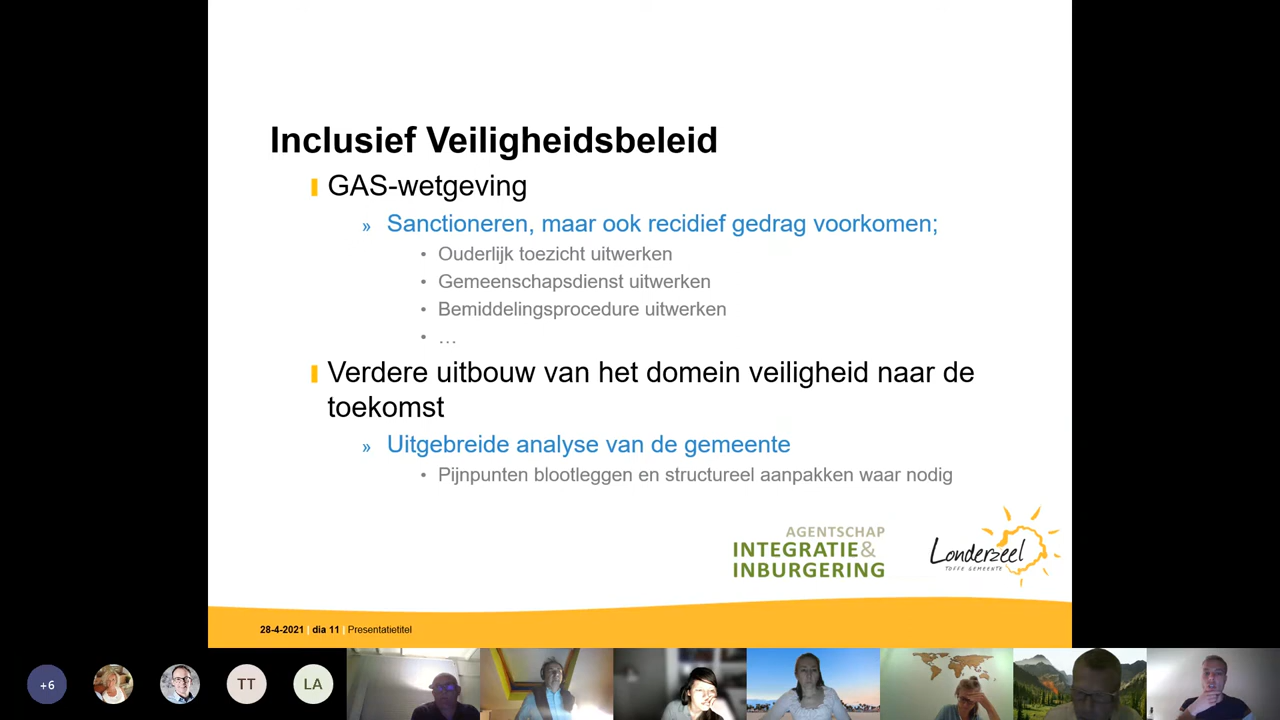 Inclusief Veiligheidsbeleid
GAS-wetgeving
» Sanctioneren, maar ook recidief gedrag voorkomen;
• Ouderlijk toezicht uitwerken
• Gemeenschapsdienst uitwerken
• Bemiddelingsprocedure uitwerken
• …
Verdere uitbouw van het domein veiligheid naar de
toekomst
» Uitgebreide analyse van de gemeente
• Pijnpunten blootleggen en structureel aanpakken waar nodig
AGENTSCHAP
INTEGRATIE&
INBURGERING
Londerzeel
TOFFE GEMEENTE
28-4-2021 | dia 11 | Presentatietitel
+6
TT
LA